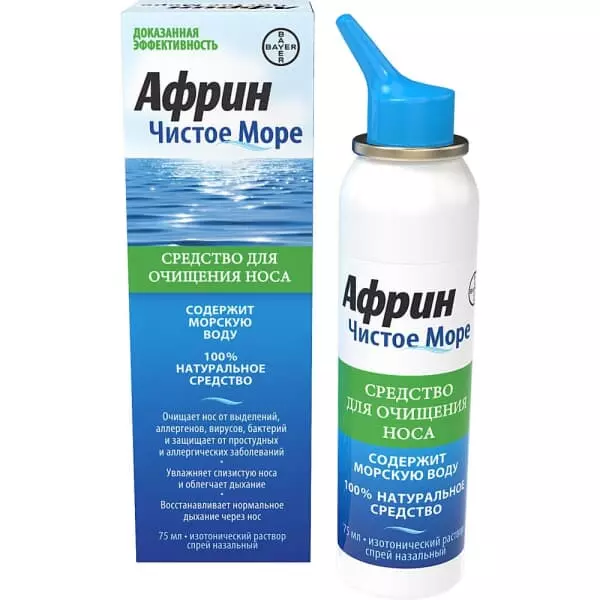 ДОКАЗАННАЯ
ЭФФЕКТИВНОСТЬ
BAYER
BAYER
Африн
Чистое Море
СРЕДСТВО ДЛЯ
ОЧИЩЕНИЯ НОСА
СОДЕРЖИТ
МОРСКУЮ
ВОДУ
100%
НАТУРАЛЬНОЕ
СРЕДСТВО
Очищает нос от выделений,
аллергенов, вирусов, бактерий
и защищает от простудных
и аллергических заболеваний
Увлажняет слизистую носа
и облегчает дыхание
Восстанавливает нормальное
дыхание через нос
75 мл • изотонический раствор
спрей назальный
Африн
Чистое Море
СРЕДСТВО
ДЛЯ ОЧИЩЕНИЯ
НОСА
СОДЕРЖИТ
МОРСКУЮ ВОДУ
100% НАТУРАЛЬНОЕ
СРЕДСТВО
75 мл • изотонический раствор
спрей назальный